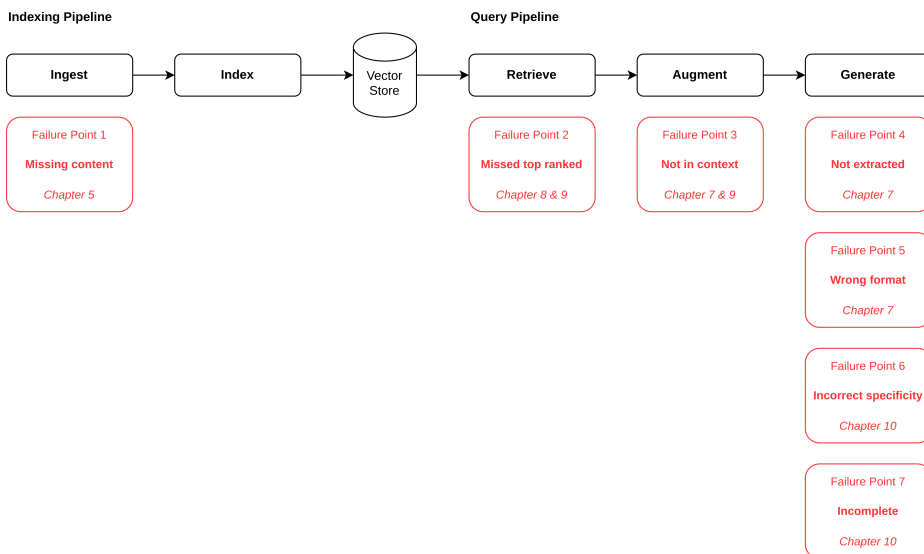 Indexing Pipeline
Query Pipeline
Ingest
Index
Vector
Store
Retrieve
Augment
Generate
Failure Point 1
Missing content
Chapter 5
Failure Point 2
Missed top ranked
Chapter 8 & 9
Failure Point 3
Not in context
Chapter 7 & 9
Failure Point 4
Not extracted
Chapter 7
Failure Point 5
Wrong format
Chapter 7
Failure Point 6
Incorrect specificity
Chapter 10
Failure Point 7
Incomplete
Chapter 10